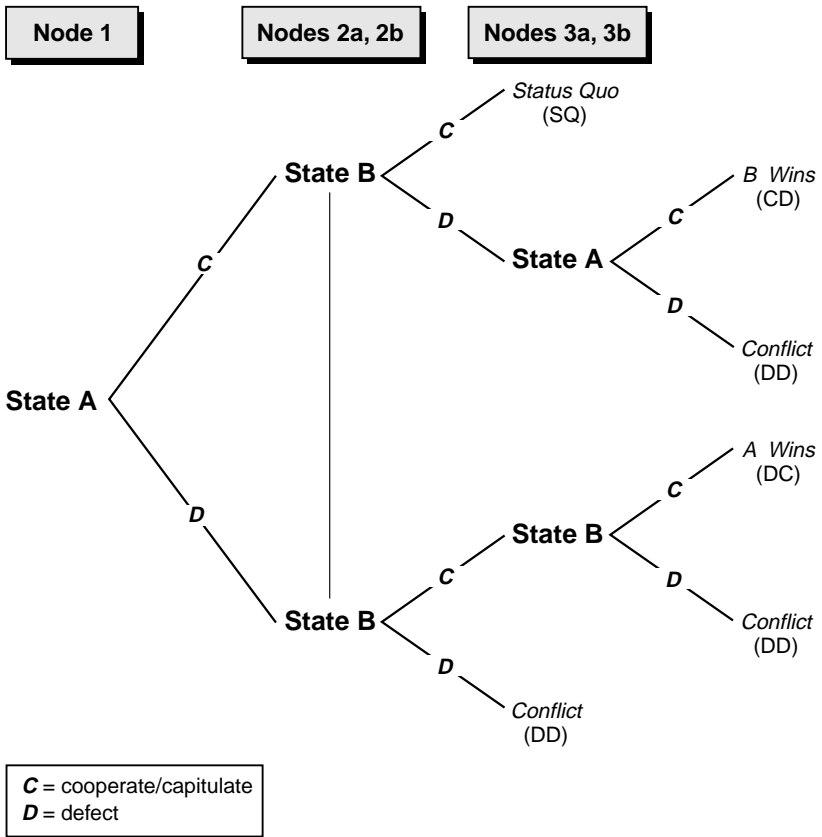 Node 1
Nodes 2a, 2b
Nodes 3a, 3b
Status Quo
(SQ)
C
State B
B Wins
(CD)
D
C
C
State A
D
Conflict
(DD)
State A
A Wins
(DC)
C
D
State B
C
D
State B
Conflict
(DD)
D
Conflict
(DD)
C = cooperate/capitulate
D = defect